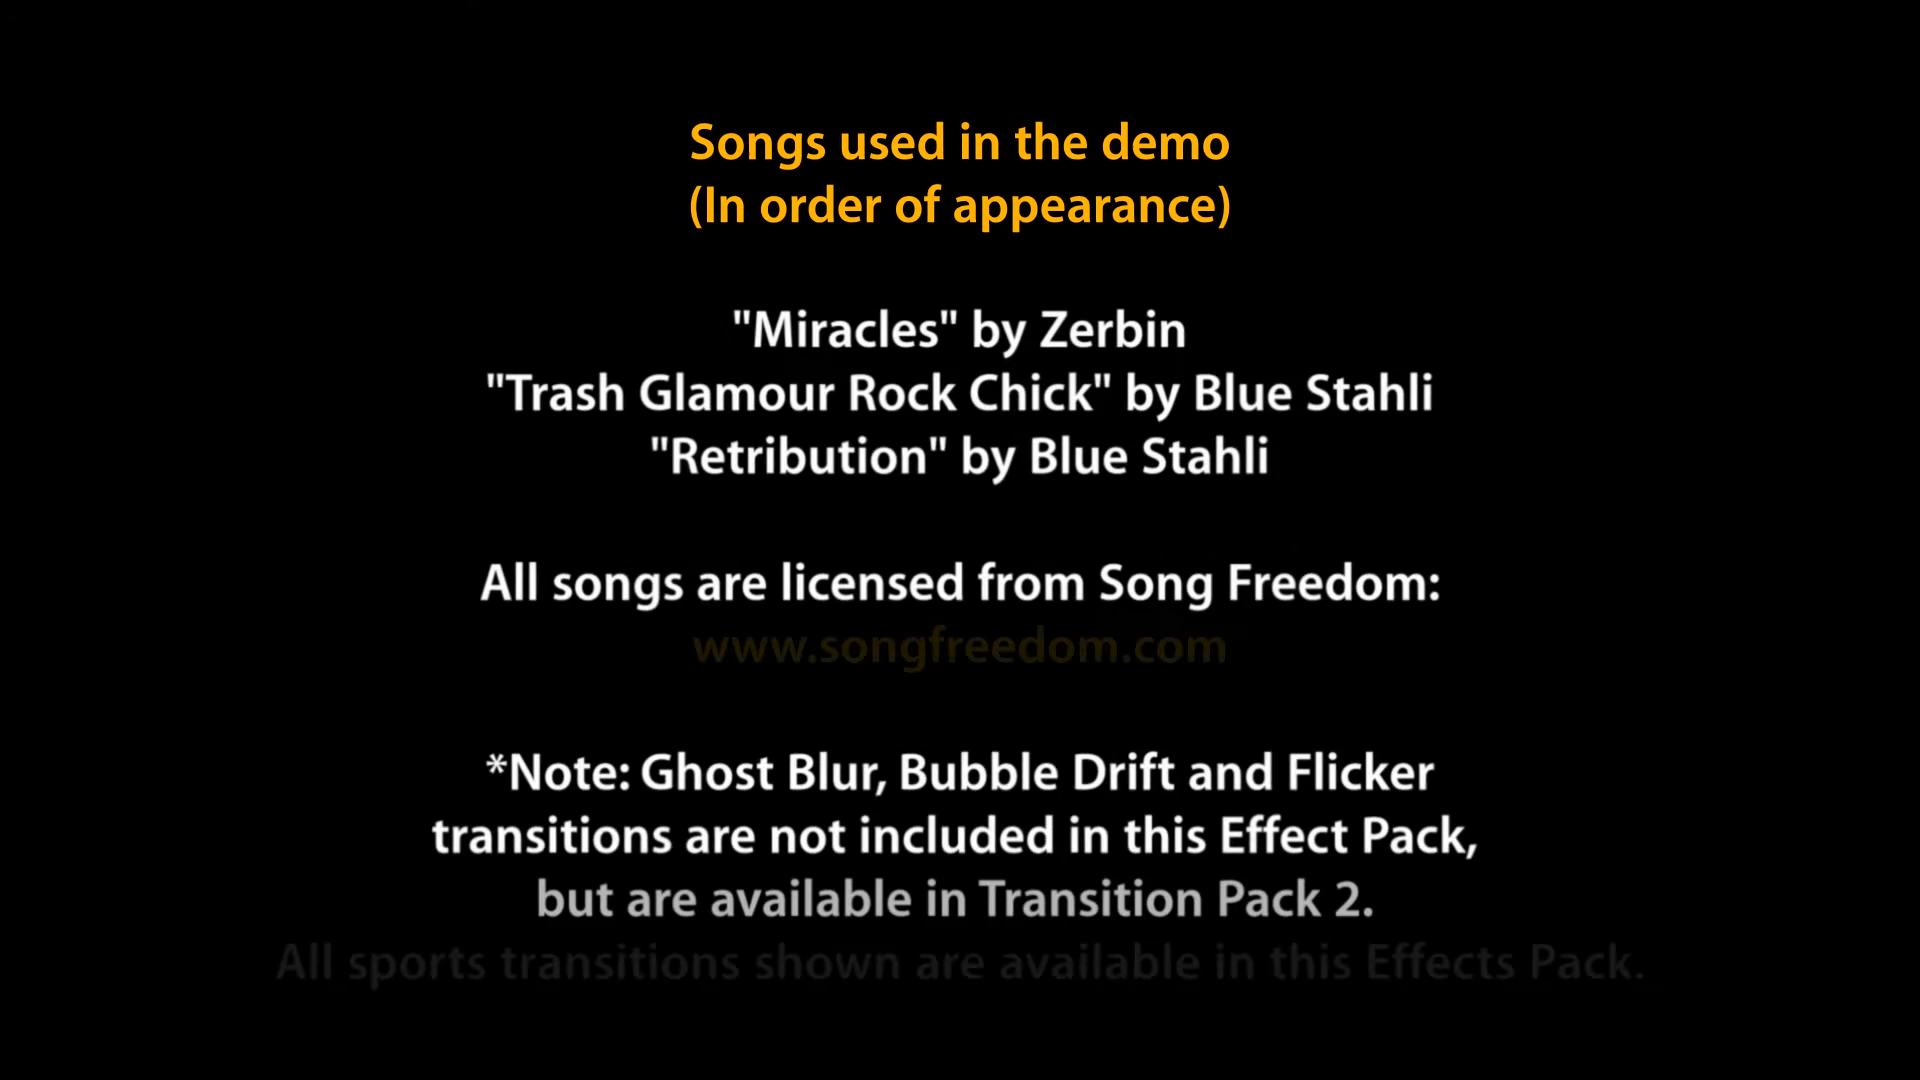 Songs used in the demo
(In order of appearance)
"Miracles" by Zerbin
"Trash Glamour Rock Chick" by Blue Stahli
"Retribution" by Blue Stahli
All songs are licensed from Song Freedom:
www.songfreedom.com
*Note: Ghost Blur, Bubble Drift and Flicker
transitions are not included in this Effect Pack,
but are available in Transition Pack 2.
All sports transitions shown are available in this Effects Pack.